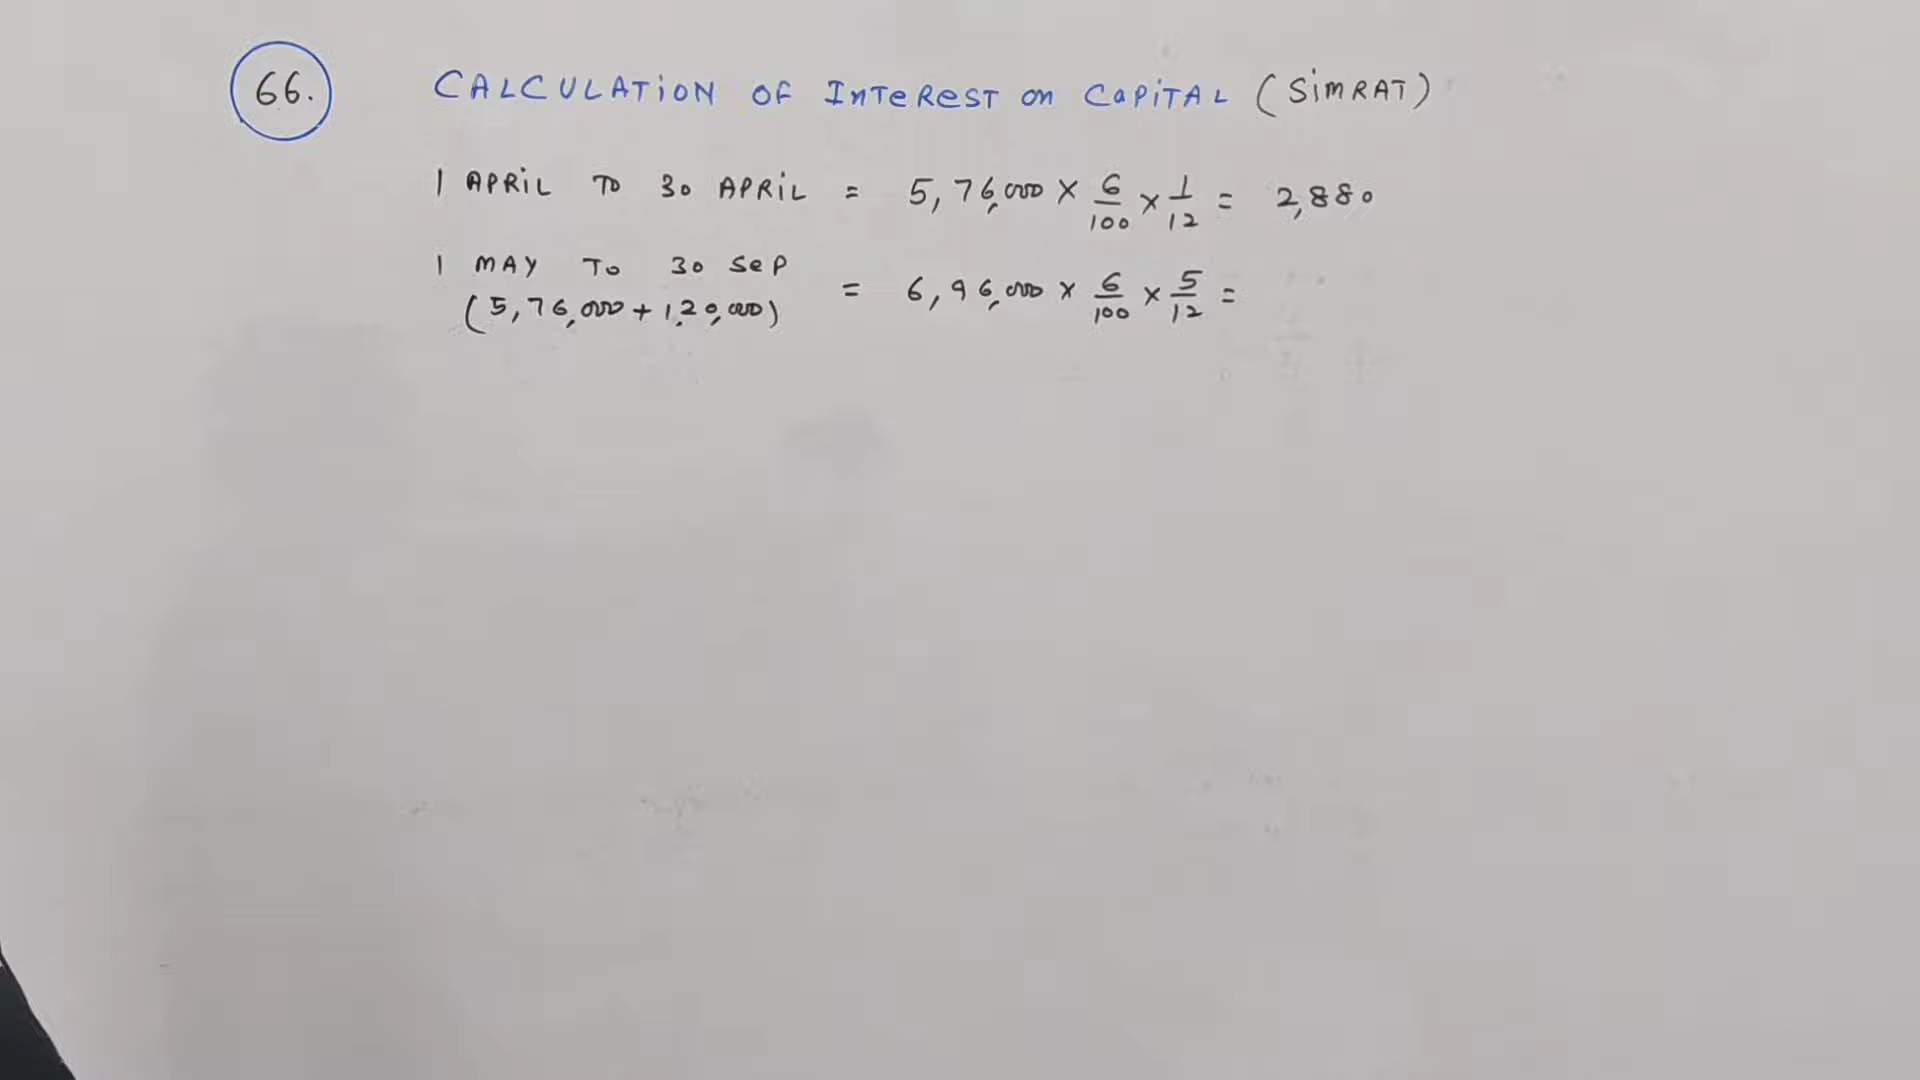 66. CALCULATION OF INTEREST ON CAPITAL (SIMRAT)
1 APRIL TO 30 APRIL = 5,76,000 × 6/100 × 1/12 = 2,880
1 MAY TO 30 SEP
(5,76,000 + 1,20,000) = 6,96,000 × 6/100 × 5/12 =